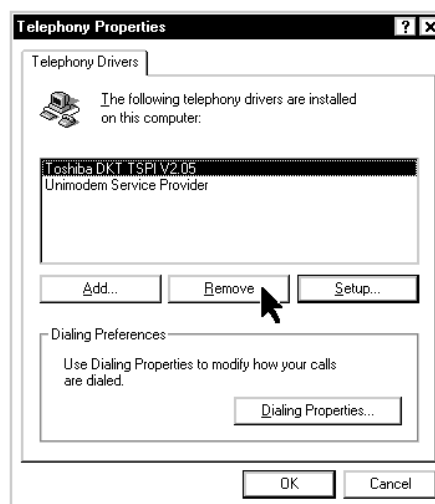 Telephony Properties
Telephony Drivers
The following telephony drivers are installed
on this computer:
Toshiba DKT TSPI V2.05
Unimodem Service Provider
Add... Remove Setup...
Dialing Preferences
Use Dialing Properties to modify how your calls
are dialed.
Dialing Properties...
OK Cancel